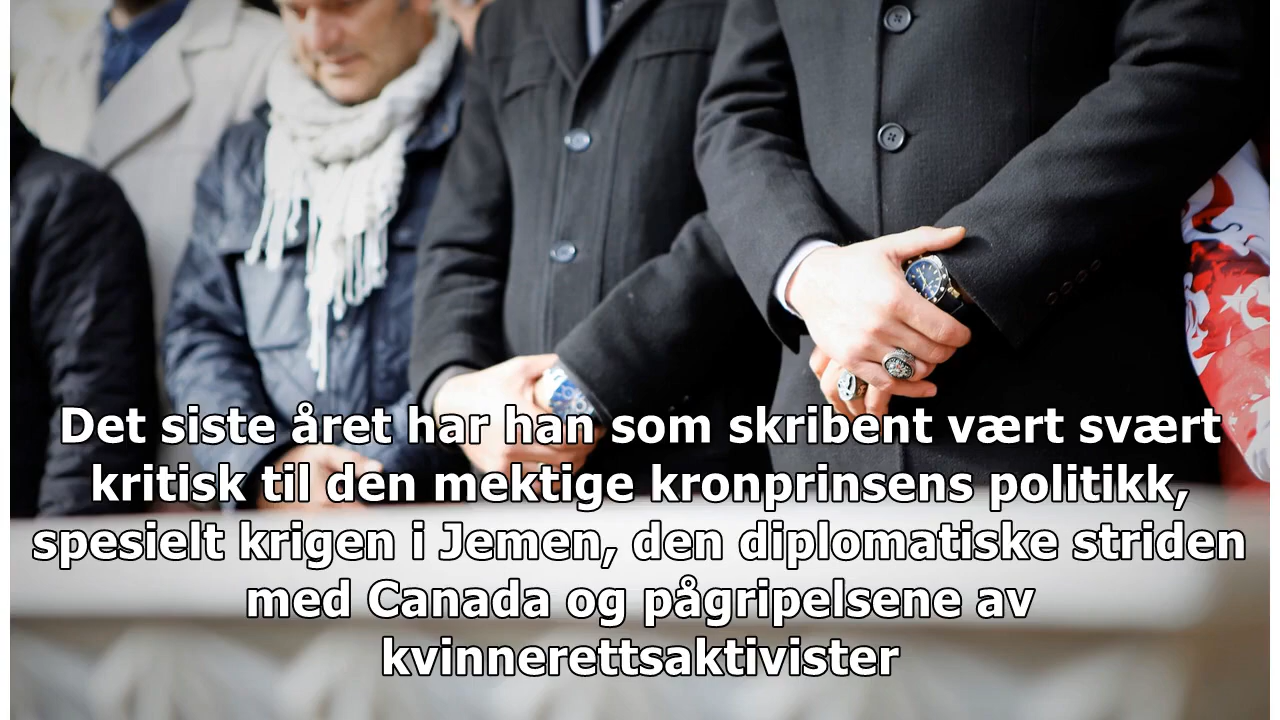 Det siste året har han som skribent vært svært
kritisk til den mektige kronprinsens politikk,
spesielt krigen i Jemen, den diplomatiske striden
med Canada og pågripelsene av
kvinnerettsaktivister